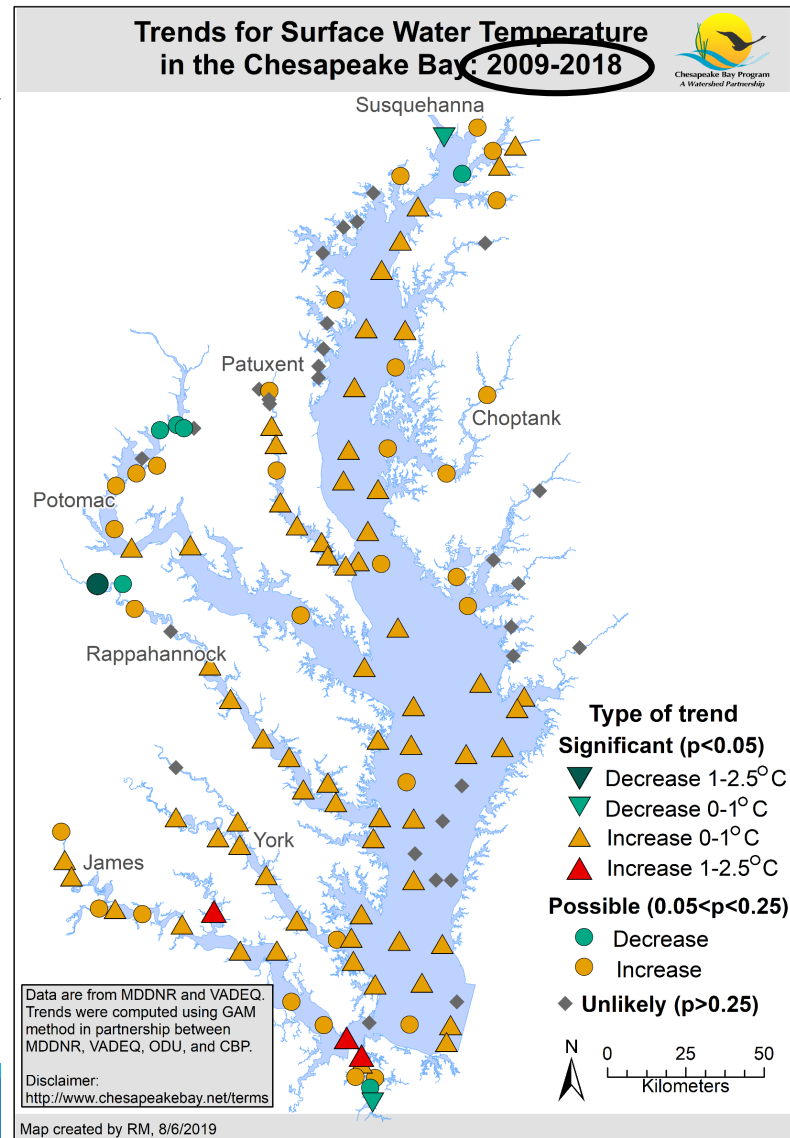 Trends for Surface Water Temperature
in the Chesapeake Bay: 2009-2018
Chesapeake Bay Program
A Watershed Partnership
Susquehanna
Patuxent
Choptank
Potomac
Rappahannock
York
James
Type of trend
Significant (p<0.05)
Decrease 1-2.5°C
Decrease 0-1°C
Increase 0-1°C
Increase 1-2.5°C
Possible (0.05<p<0.25)
Decrease
Increase
Unlikely (p>0.25)
N
0 25 50
Kilometers
Data are from MDDNR and VADEQ.
Trends were computed using GAM
method in partnership between
MDDNR, VADEQ, ODU, and CBP.
Disclaimer:
http://www.chesapeakebay.net/terms
Map created by RM, 8/6/2019